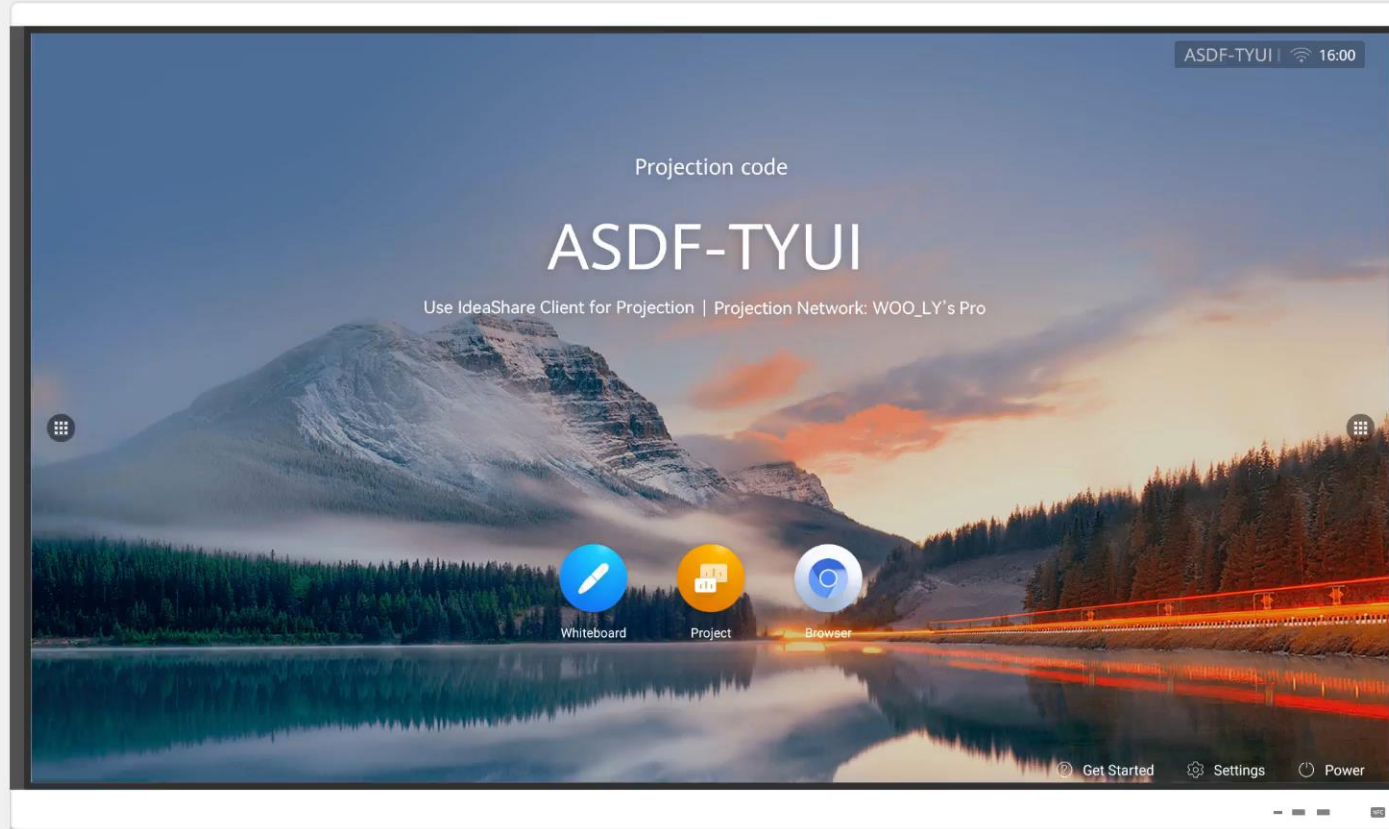 ASDF-TYUI 16:00
Projection code
ASDF-TYUI
Use IdeaShare Client for Projection | Projection Network: WOO_LY's Pro
Whiteboard Project Browser
Get Started Settings Power
NFC